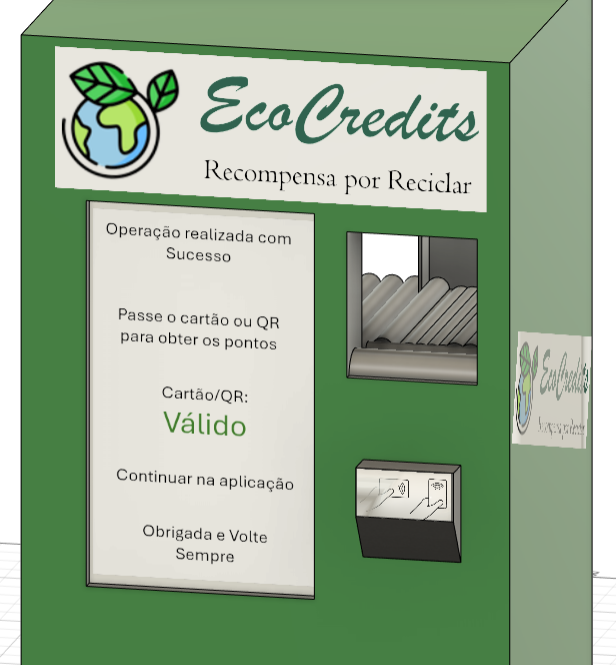 EcoCredits
Recompensa por Reciclar
Operação realizada com
Sucesso
Passe o cartão ou QR
para obter os pontos
Cartão/QR:
Válido
Continuar na aplicação
Obrigada e Volte
Sempre
EcoCredits